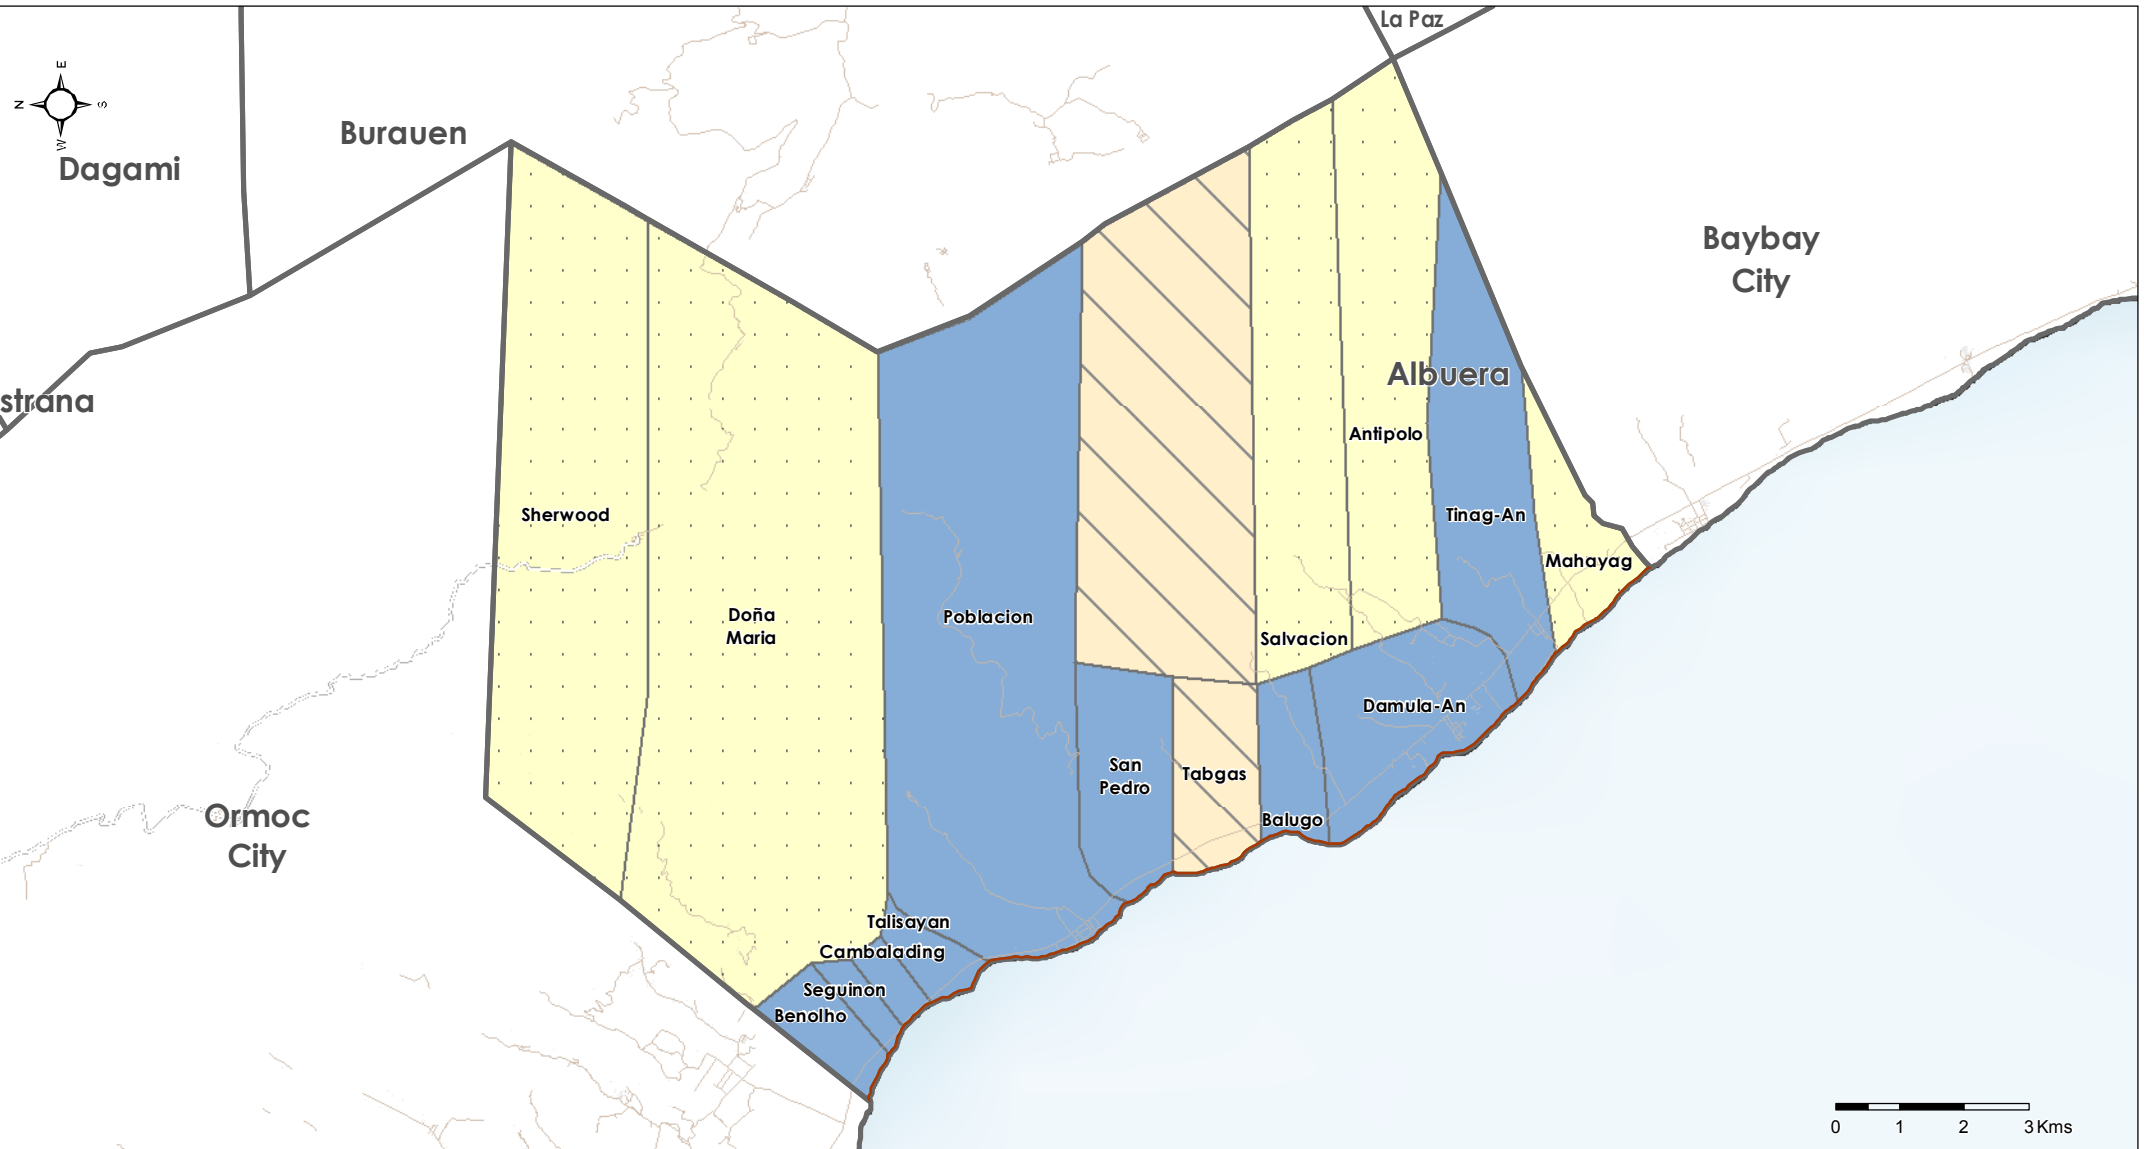 La Paz
E
N
S
W
Burauen
Dagami
Baybay
City
Albuera
strana
Antipolo
Sherwood
Tinag-An
Mahayag
Doña
Maria
Poblacion
Salvacion
Damula-An
San
Pedro
Tabgas
Balugo
Ormoc
City
Talisayan
Cambalading
Seguinon
Benolho
0 1 2 3 Kms